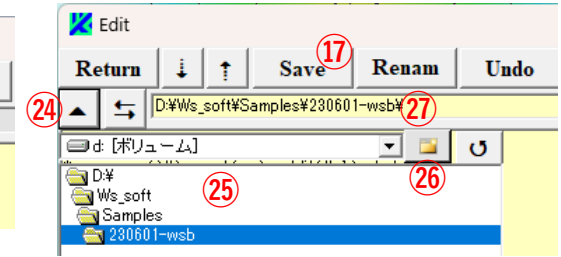 Edit
Return ⭣ ⭡ Save Renam Undo
⑰
㉔ ▲ ⇆ D:¥Ws_soft¥Samples¥230601-wsb¥ ㉗
d: [ボリューム] ↺
D:¥ ㉕ ㉖
Ws_soft
Samples
230601-wsb